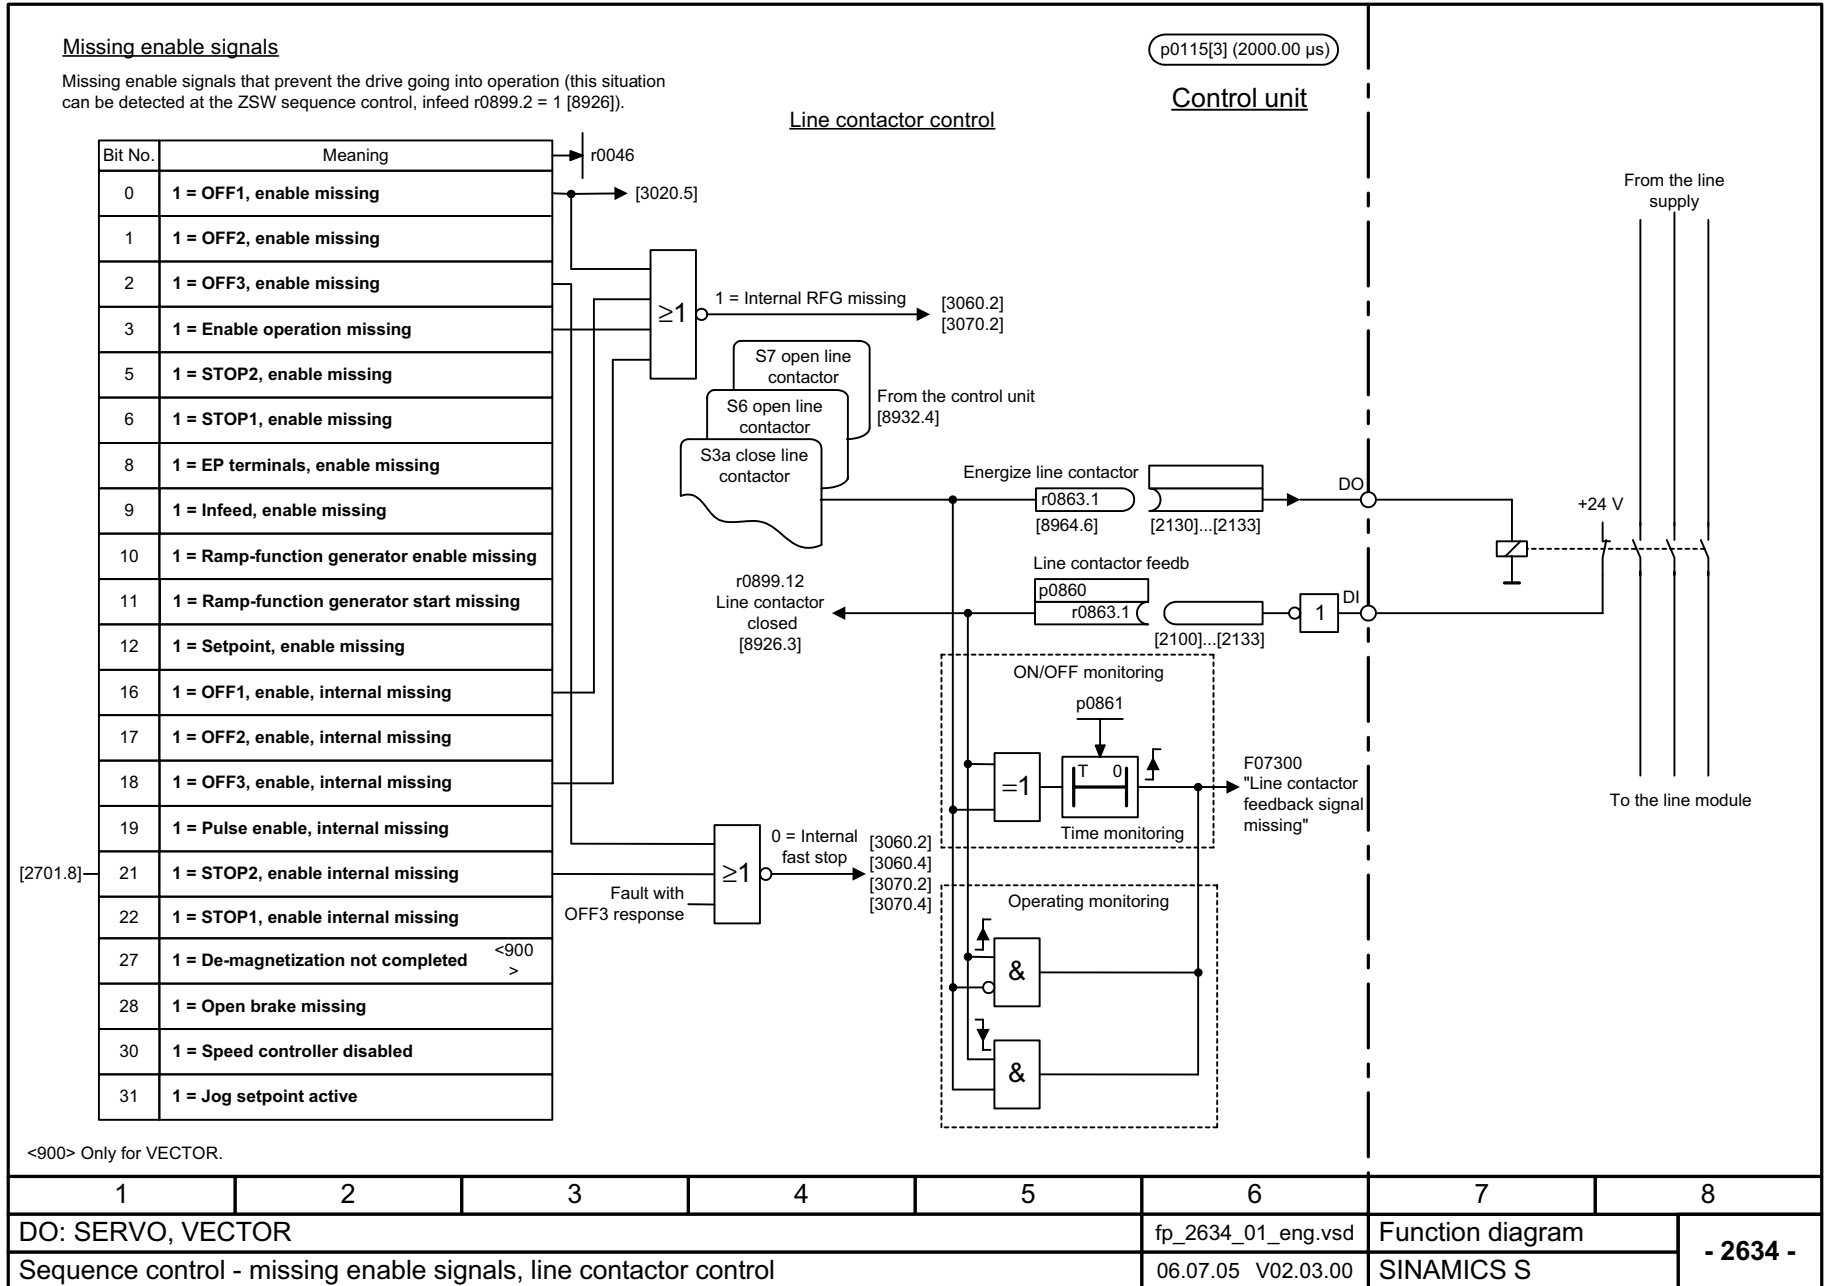 Missing enable signals
Missing enable signals that prevent the drive going into operation (this situation
can be detected at the ZSW sequence control, infeed r0899.2 = 1 [8926]).
p0115[3] (2000.00 µs)
Control unit
Line contactor control
Bit No. Meaning
r0046
0 1 = OFF1, enable missing
[3020.5]
1 1 = OFF2, enable missing
2 1 = OFF3, enable missing
3 1 = Enable operation missing
5 1 = STOP2, enable missing
6 1 = STOP1, enable missing
8 1 = EP terminals, enable missing
9 1 = Infeed, enable missing
10 1 = Ramp-function generator enable missing
11 1 = Ramp-function generator start missing
12 1 = Setpoint, enable missing
16 1 = OFF1, enable, internal missing
17 1 = OFF2, enable, internal missing
18 1 = OFF3, enable, internal missing
19 1 = Pulse enable, internal missing
[2701.8]
21 1 = STOP2, enable internal missing
22 1 = STOP1, enable internal missing
27 1 = De-magnetization not completed <900
>
28 1 = Open brake missing
30 1 = Speed controller disabled
31 1 = Jog setpoint active
<900> Only for VECTOR.
≥1
1 = Internal RFG missing
[3060.2]
[3070.2]
S7 open line
contactor
S6 open line
contactor
S3a close line
contactor
From the control unit
[8932.4]
Energize line contactor
r0863.1
[8964.6]
[2130]...[2133]
DO
r0899.12
Line contactor
closed
[8926.3]
Line contactor feedb
p0860
r0863.1
[2100]...[2133]
1
DI
ON/OFF monitoring
p0861
=1
T 0
Time monitoring
F07300
"Line contactor
feedback signal
missing"
Fault with
OFF3 response
≥1
0 = Internal
fast stop
[3060.2]
[3060.4]
[3070.2]
[3070.4]
Operating monitoring
&
&
From the line
supply
+24 V
To the line module
1 2 3 4 5 6 7 8
DO: SERVO, VECTOR
fp_2634_01_eng.vsd
Function diagram
- 2634 -
Sequence control - missing enable signals, line contactor control
06.07.05 V02.03.00
SINAMICS S